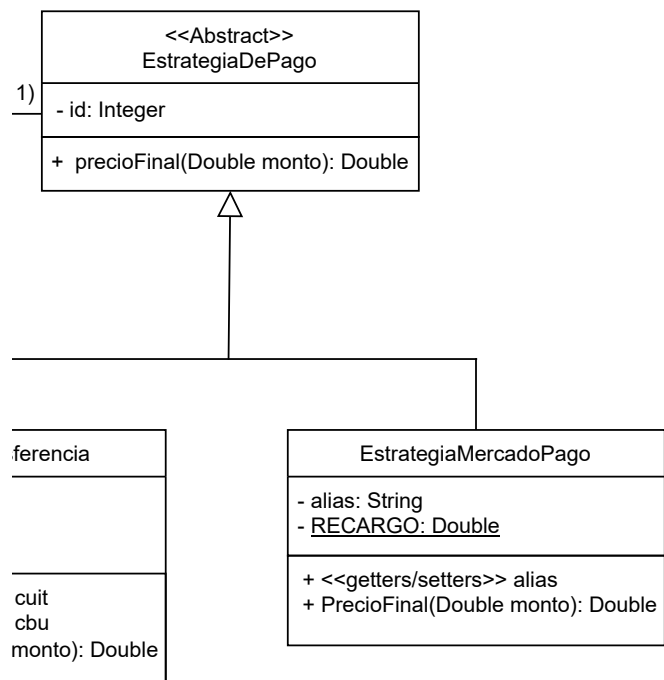 <<Abstract>>
EstrategiaDePago
1)
- id: Integer
+ precioFinal(Double monto): Double
sferencia
EstrategiaMercadoPago
- alias: String
- RECARGO: Double
cuit
cbu
monto): Double
+ <<getters/setters>> alias
+ PrecioFinal(Double monto): Double